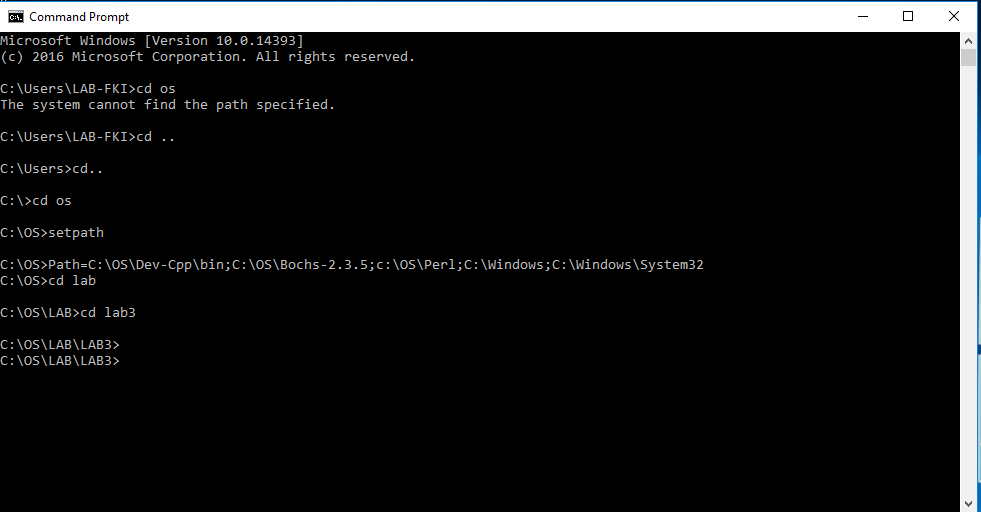 Command Prompt
Microsoft Windows [Version 10.0.14393]
(c) 2016 Microsoft Corporation. All rights reserved.
C:\Users\LAB-FKI>cd os
The system cannot find the path specified.
C:\Users\LAB-FKI>cd ..
C:\Users>cd..
C:\>cd os
C:\OS>setpath
C:\OS>Path=C:\OS\Dev-Cpp\bin;C:\OS\Bochs-2.3.5;c:\OS\Perl;C:\Windows;C:\Windows\System32
C:\OS>cd lab
C:\OS\LAB>cd lab3
C:\OS\LAB\LAB3>
C:\OS\LAB\LAB3>